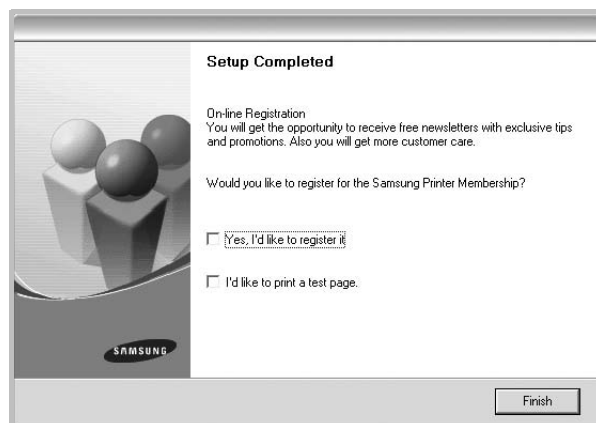 Setup Completed
On-line Registration
You will get the opportunity to receive free newsletters with exclusive tips
and promotions. Also you will get more customer care.
Would you like to register for the Samsung Printer Membership?
Yes, I'd like to register it
I'd like to print a test page.
SAMSUNG
Finish